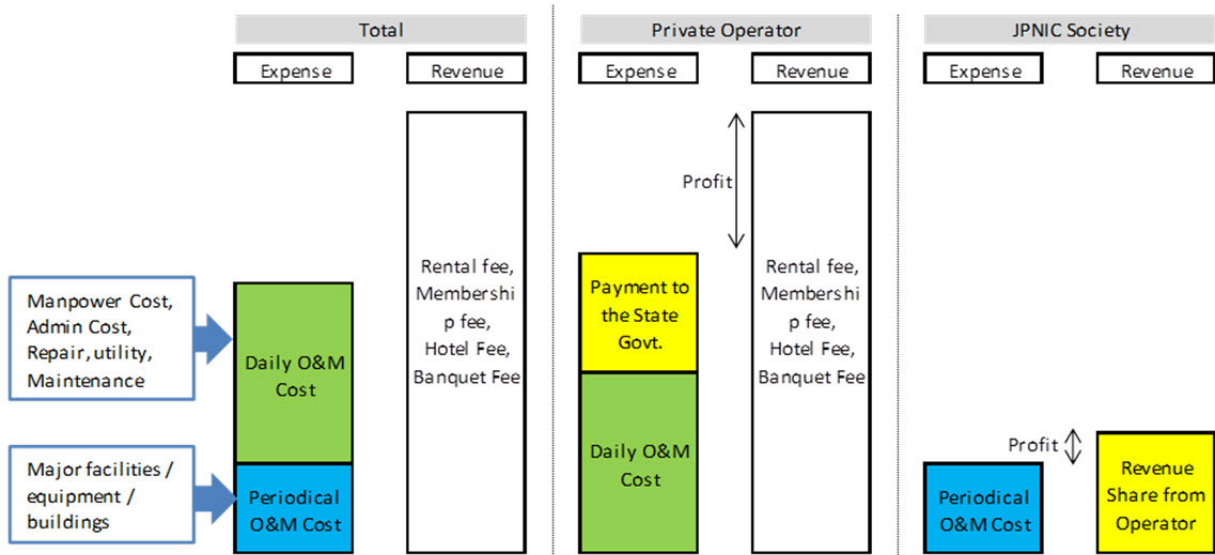 Total
Private Operator
JPNIC Society
Expense
Revenue
Expense
Revenue
Expense
Revenue
Manpower Cost,
Admin Cost,
Repair, utility,
Maintenance
Major facilities /
equipment /
buildings
Daily O&M
Cost
Periodical
O&M Cost
Rental fee,
Membershi
p fee,
Hotel Fee,
Banquet Fee
Payment to
the State
Govt.
Daily O&M
Cost
Profit
Rental fee,
Membershi
p fee,
Hotel Fee,
Banquet Fee
Periodical
O&M Cost
Profit
Revenue
Share from
Operator